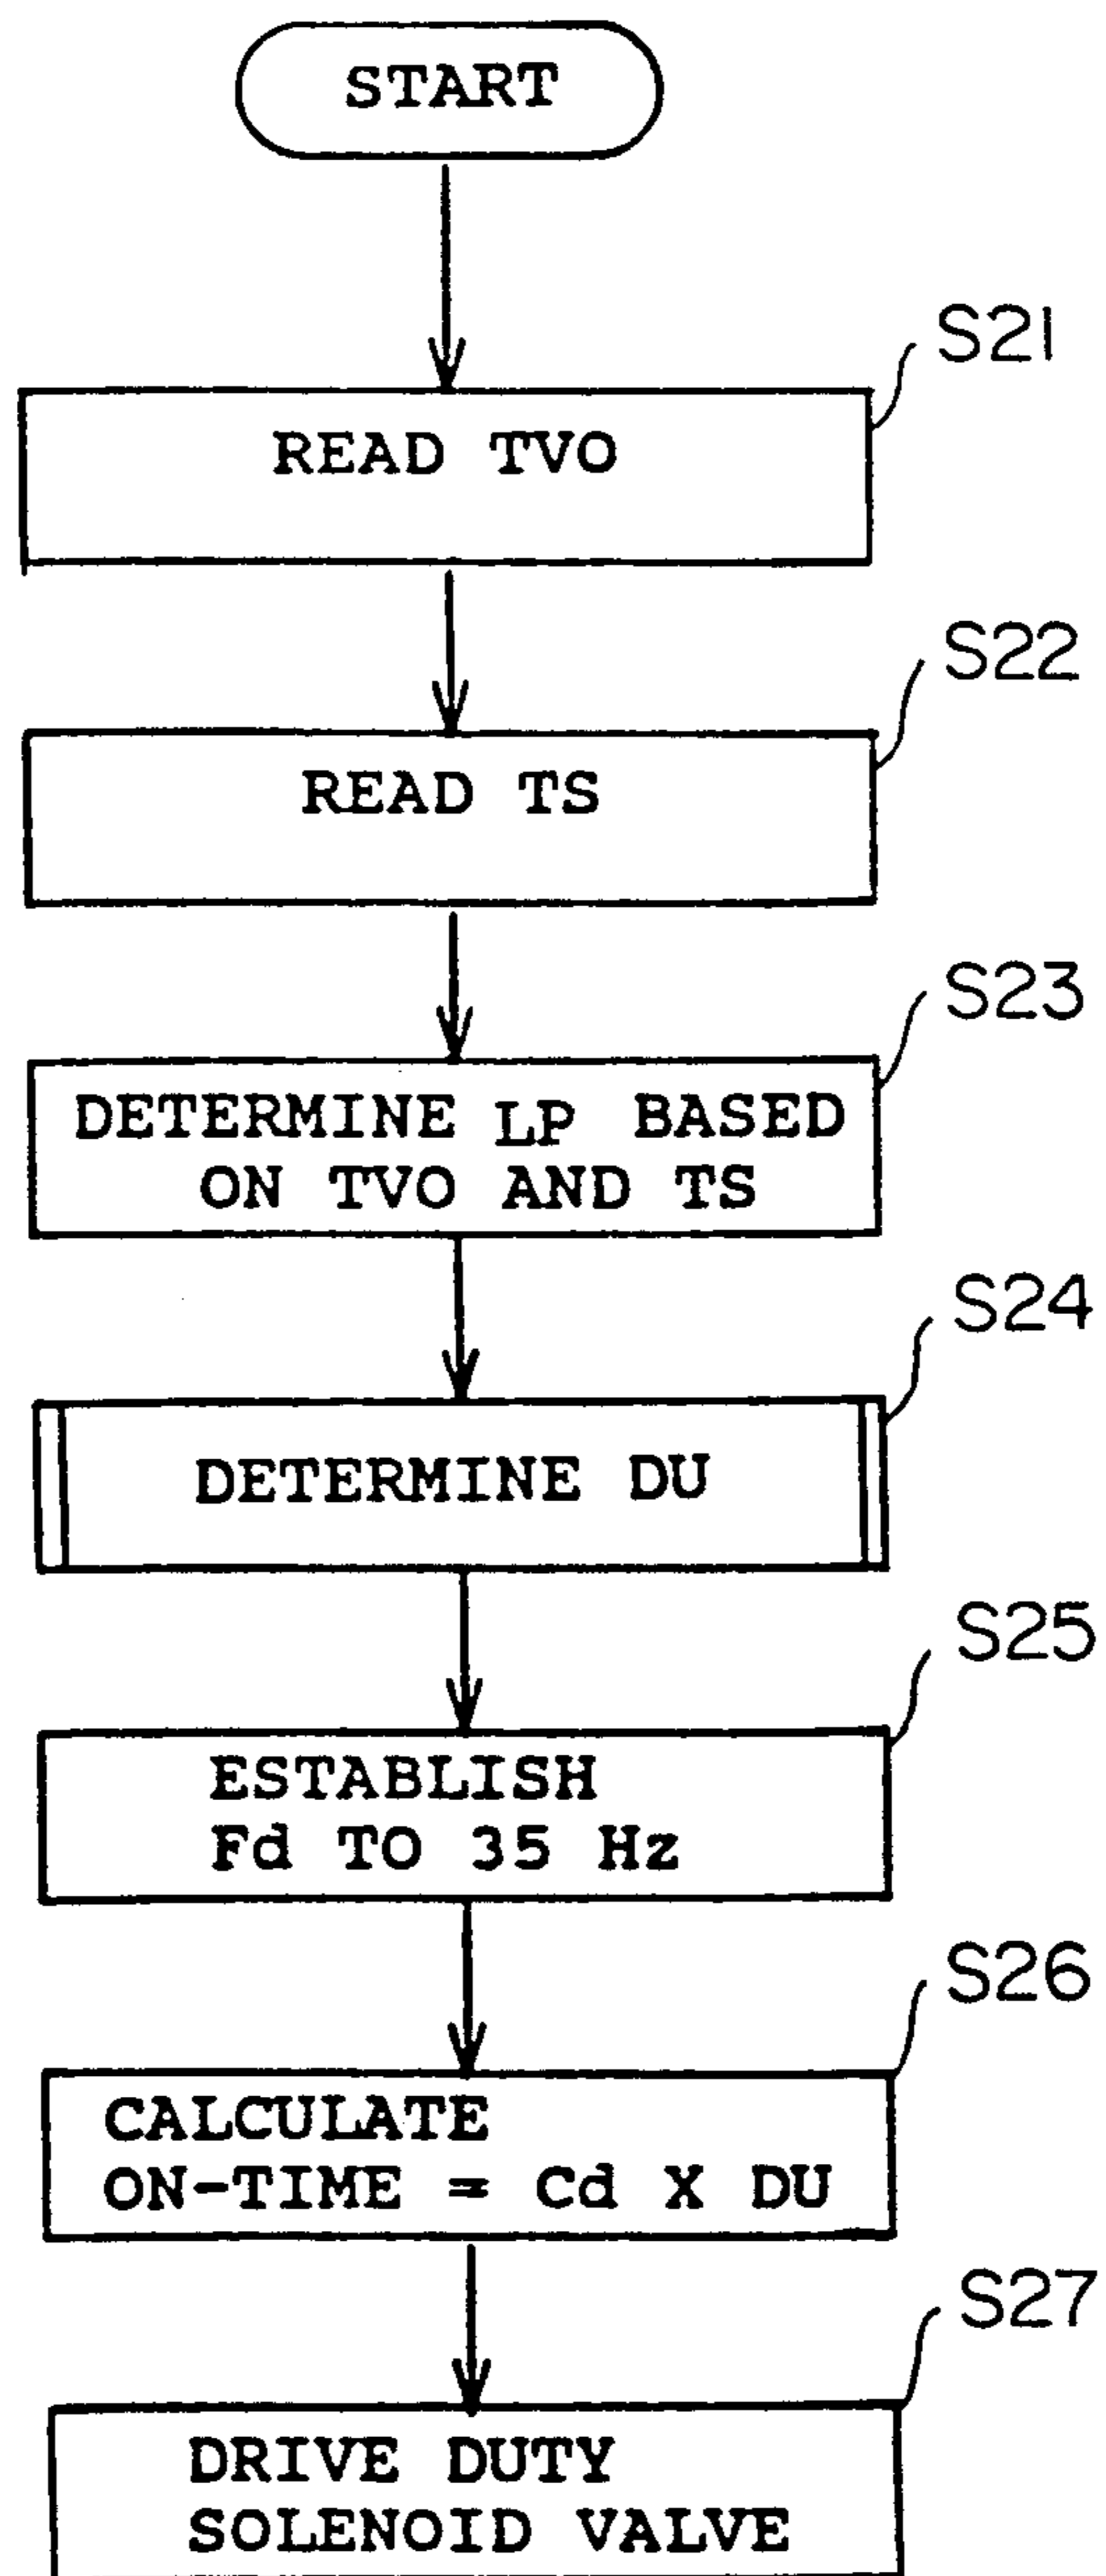 START
S21
READ TVO
S22
READ TS
S23
DETERMINE LP BASED
ON TVO AND TS
S24
DETERMINE DU
S25
ESTABLISH
Fd TO 35 Hz
S26
CALCULATE
ON-TIME = Cd X DU
S27
DRIVE DUTY
SOLENOID VALVE